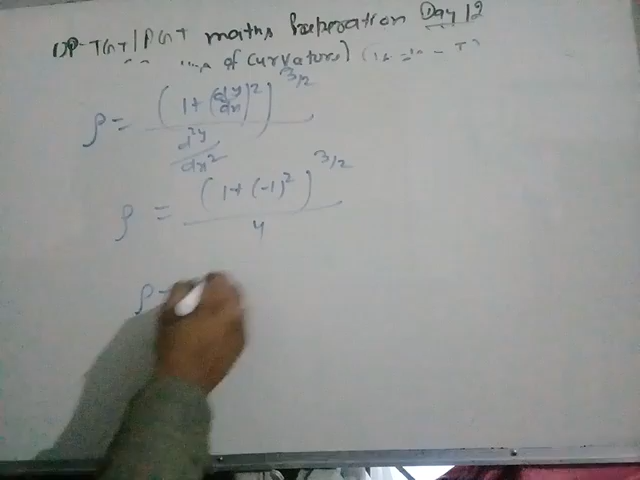 UP-TGT/PGT maths Preparation Day 12
of curvature)
ρ = (1+(dy/dx)²)^3/2 / d²y/dx²
ρ = (1+(-1)²)^3/2 / 4
ρ =